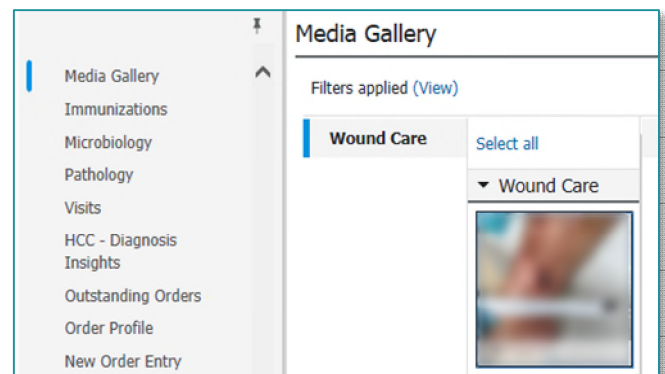 Media Gallery
Immunizations
Microbiology
Pathology
Visits
HCC - Diagnosis
Insights
Outstanding Orders
Order Profile
New Order Entry
Media Gallery
Filters applied (View)
Wound Care
Select all
Wound Care